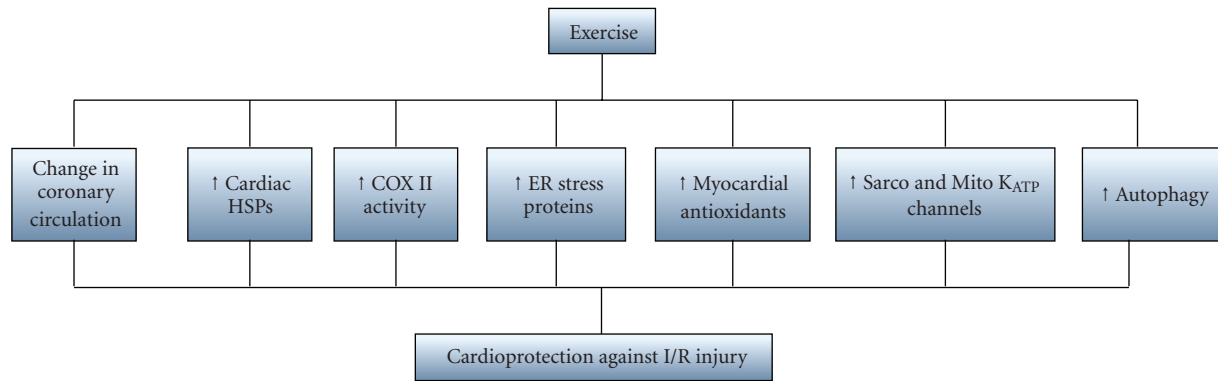 Exercise
Change in
coronary
circulation
↑ Cardiac
HSPs
↑ COX II
activity
↑ ER stress
proteins
↑ Myocardial
antioxidants
↑ Sarco and Mito K_ATP
channels
↑ Autophagy
Cardioprotection against I/R injury